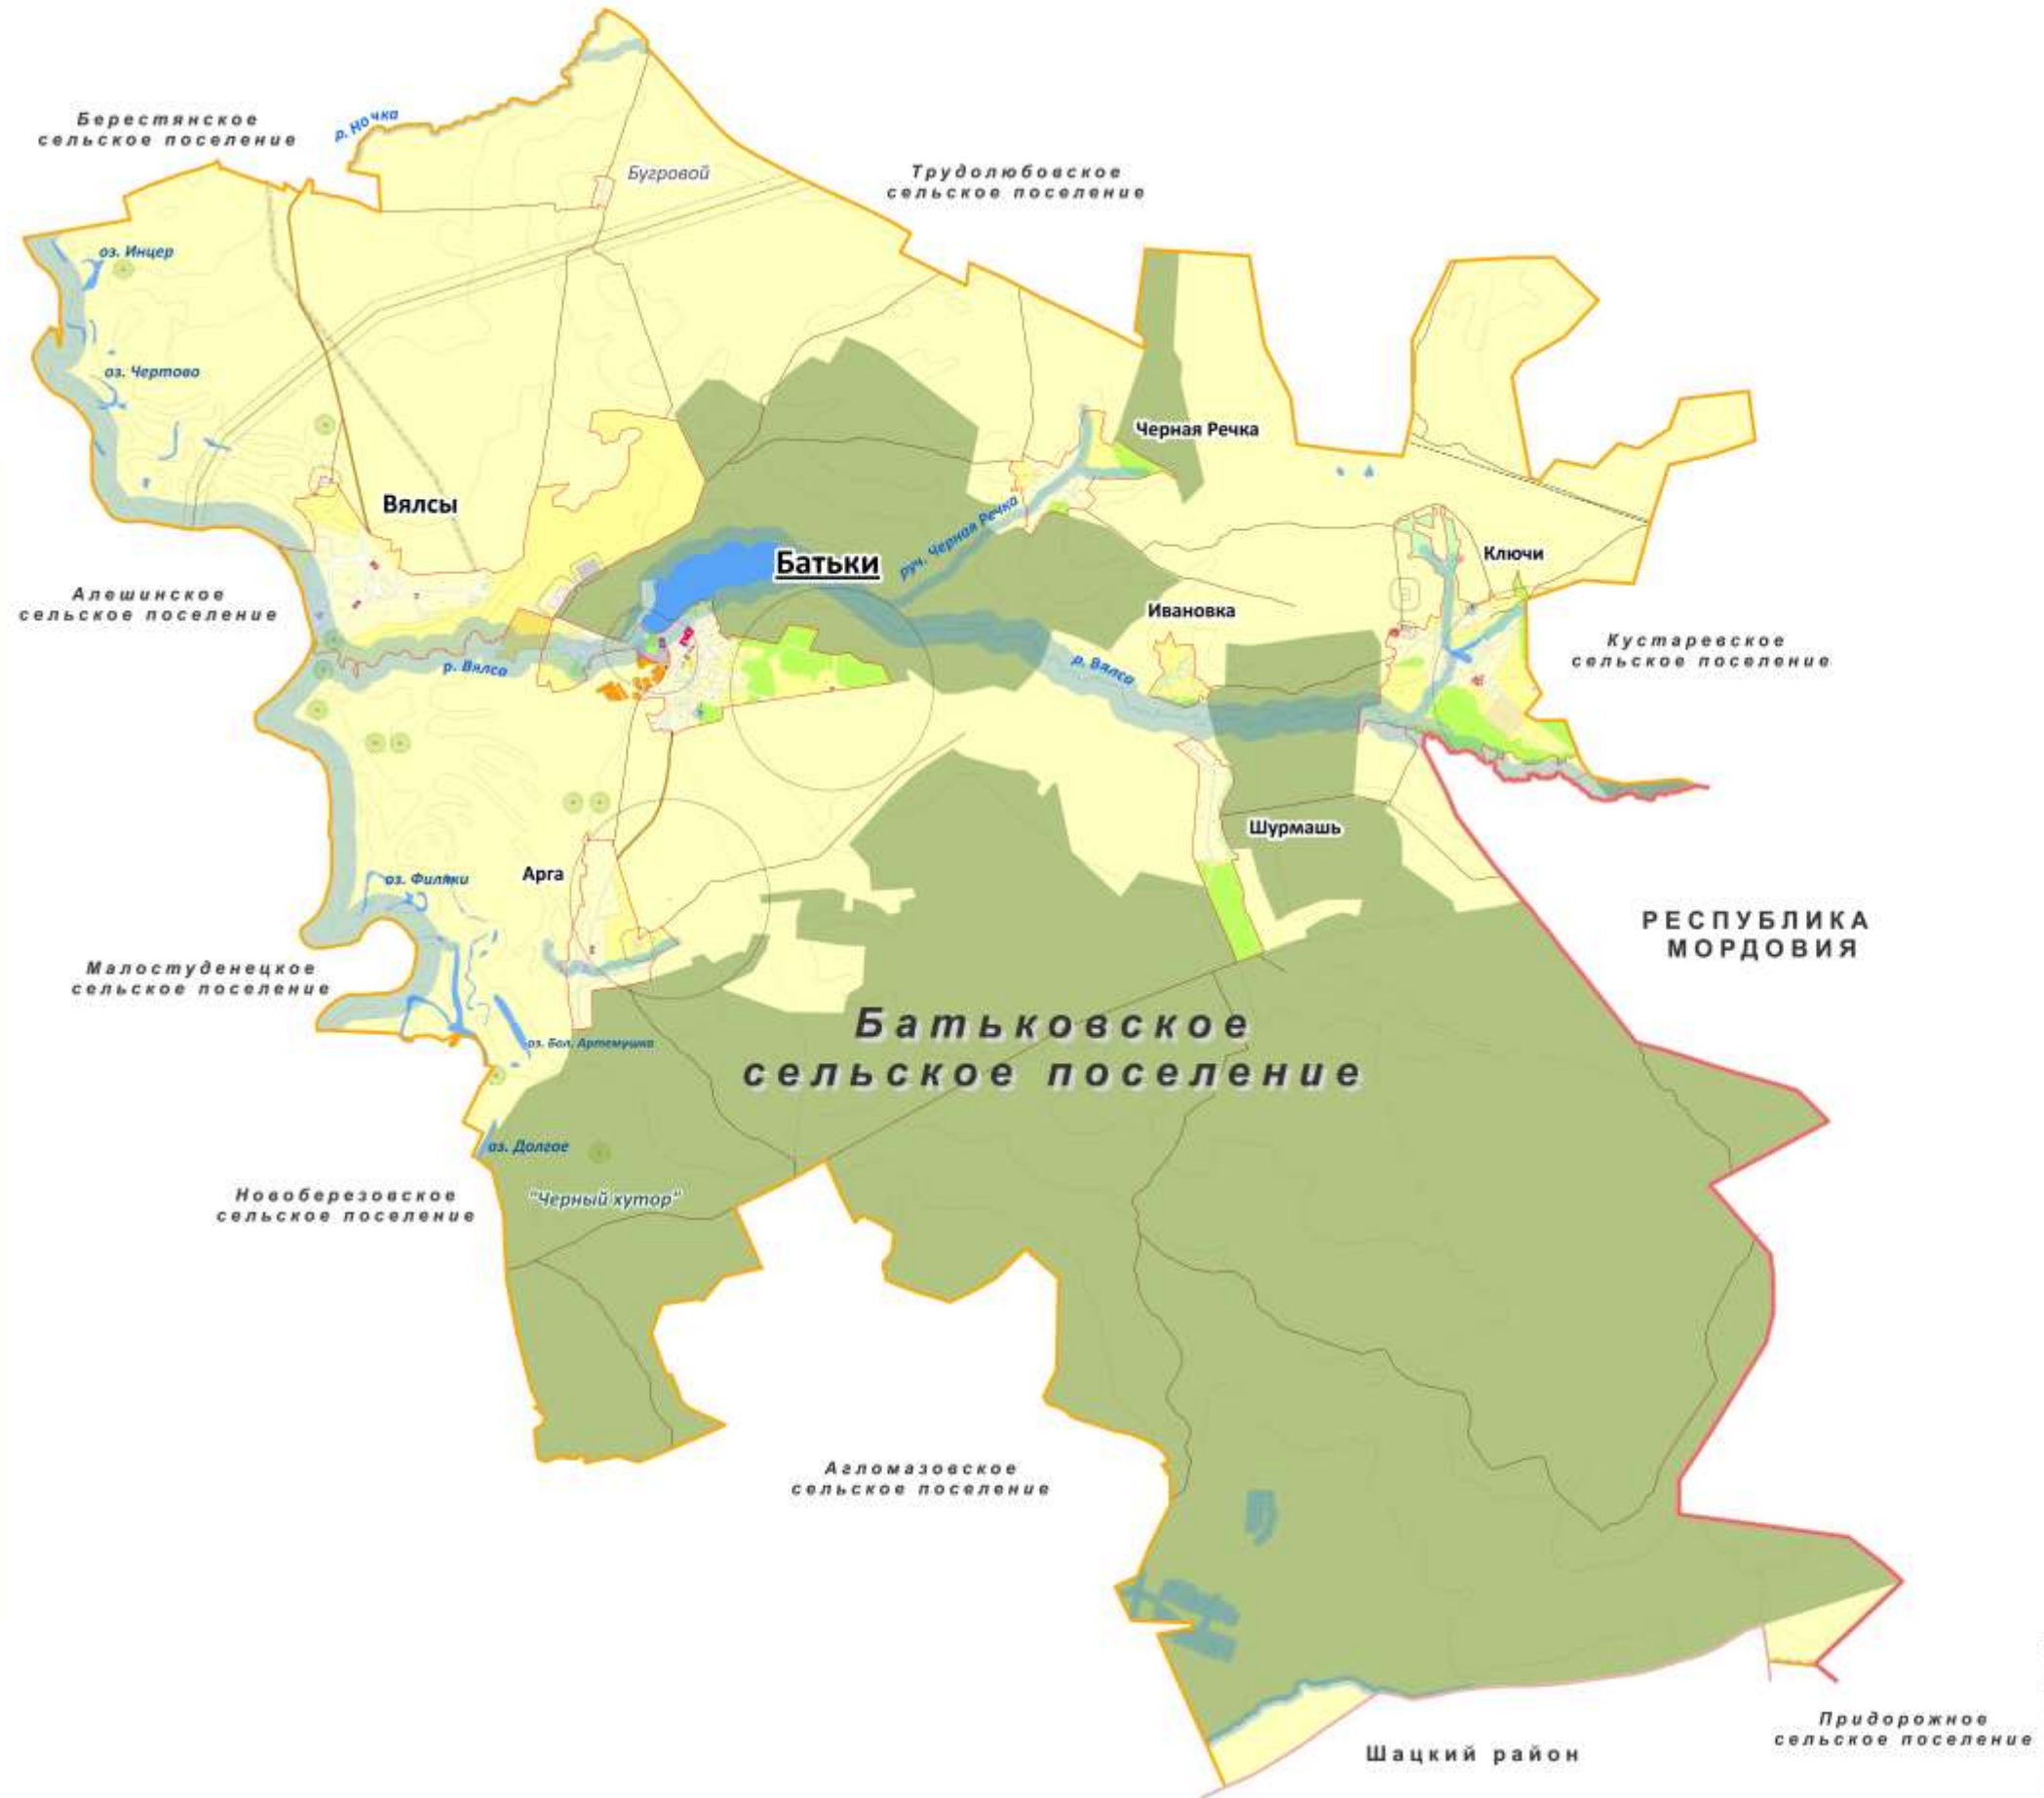 Берестянское
сельское поселение
р. Ночка
Бугровой
Трудолюбовское
сельское поселение
оз. Инцер
оз. Чертово
Черная Речка
Вялсы
руч. Черная Речка
Батьки
Ключи
Алешинское
сельское поселение
Ивановка
Кустаревское
сельское поселение
р. Вялса
р. Вялса
Шурмашь
Арга
оз. Филяки
РЕСПУБЛИКА
МОРДОВИЯ
Малостуденецкое
сельское поселение
Батьковское
сельское поселение
оз. Бол. Артемушка
оз. Долгое
"Черный хутор"
Новоберезовское
сельское поселение
Агломазовское
сельское поселение
Придорожное
сельское поселение
Шацкий район